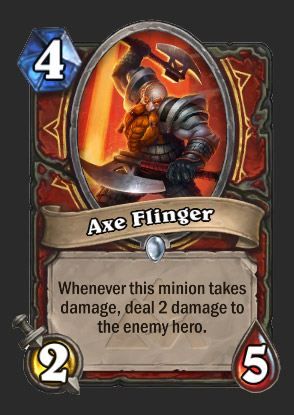 4
Axe Flinger
Whenever this minion takes
damage, deal 2 damage to
the enemy hero.
2
5